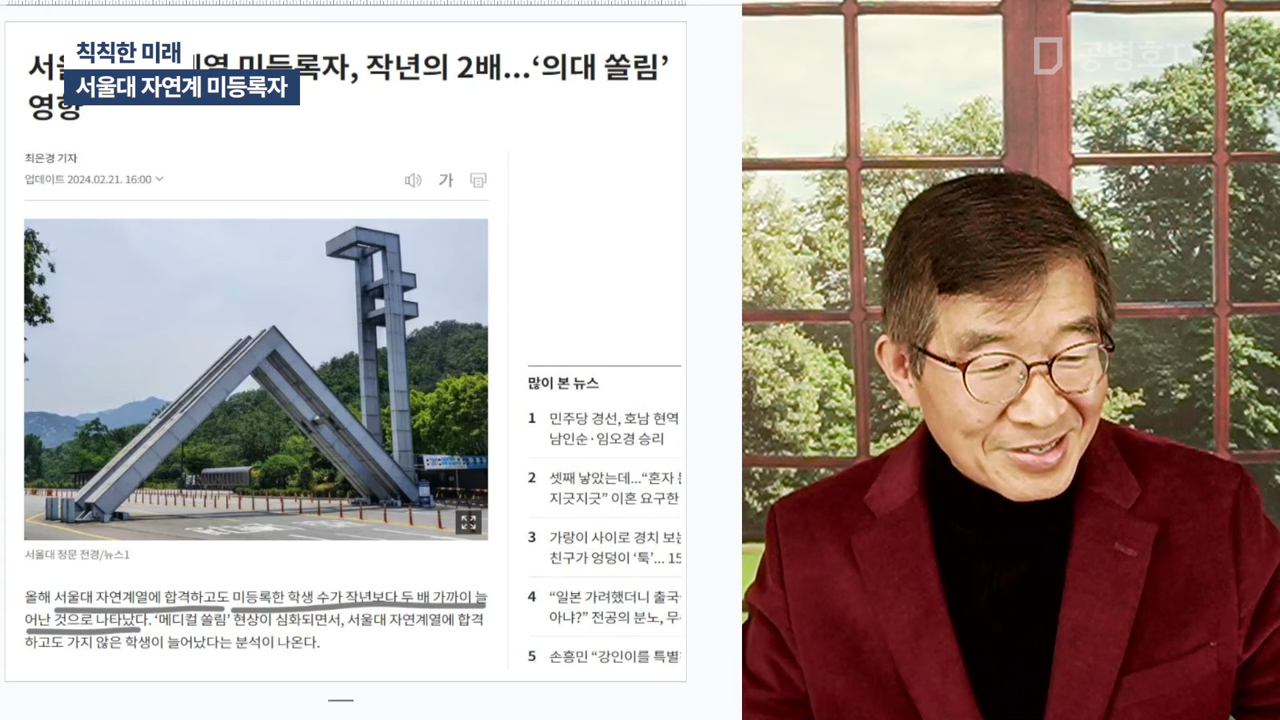 칙칙한 미래
서울대 자연계 미등록자
미등록자, 작년의 2배...‘의대 쏠림’
영향
최은경 기자
업데이트 2024.02.21. 16:00
가
서울대 정문 전경/뉴스1
올해 서울대 자연계열에 합격하고도 미등록한 학생 수가 작년보다 두 배 가까이 늘
어난 것으로 나타났다. ‘메디컬 쏠림’ 현상이 심화되면서, 서울대 자연계열에 합격
하고도 가지 않은 학생이 늘어났다는 분석이 나온다.
많이 본 뉴스
1 민주당 경선, 호남 현역
남인순·임오경 승리
2 셋째 낳았는데...“혼자
지긋지긋” 이혼 요구한
3 가랑이 사이로 경치 보는
친구가 엉덩이 ‘툭’... 15
4 “일본 가려했더니 출국
아냐?” 전공의 분노, 무
5 손흥민 “강인이를 특별
공병호TV